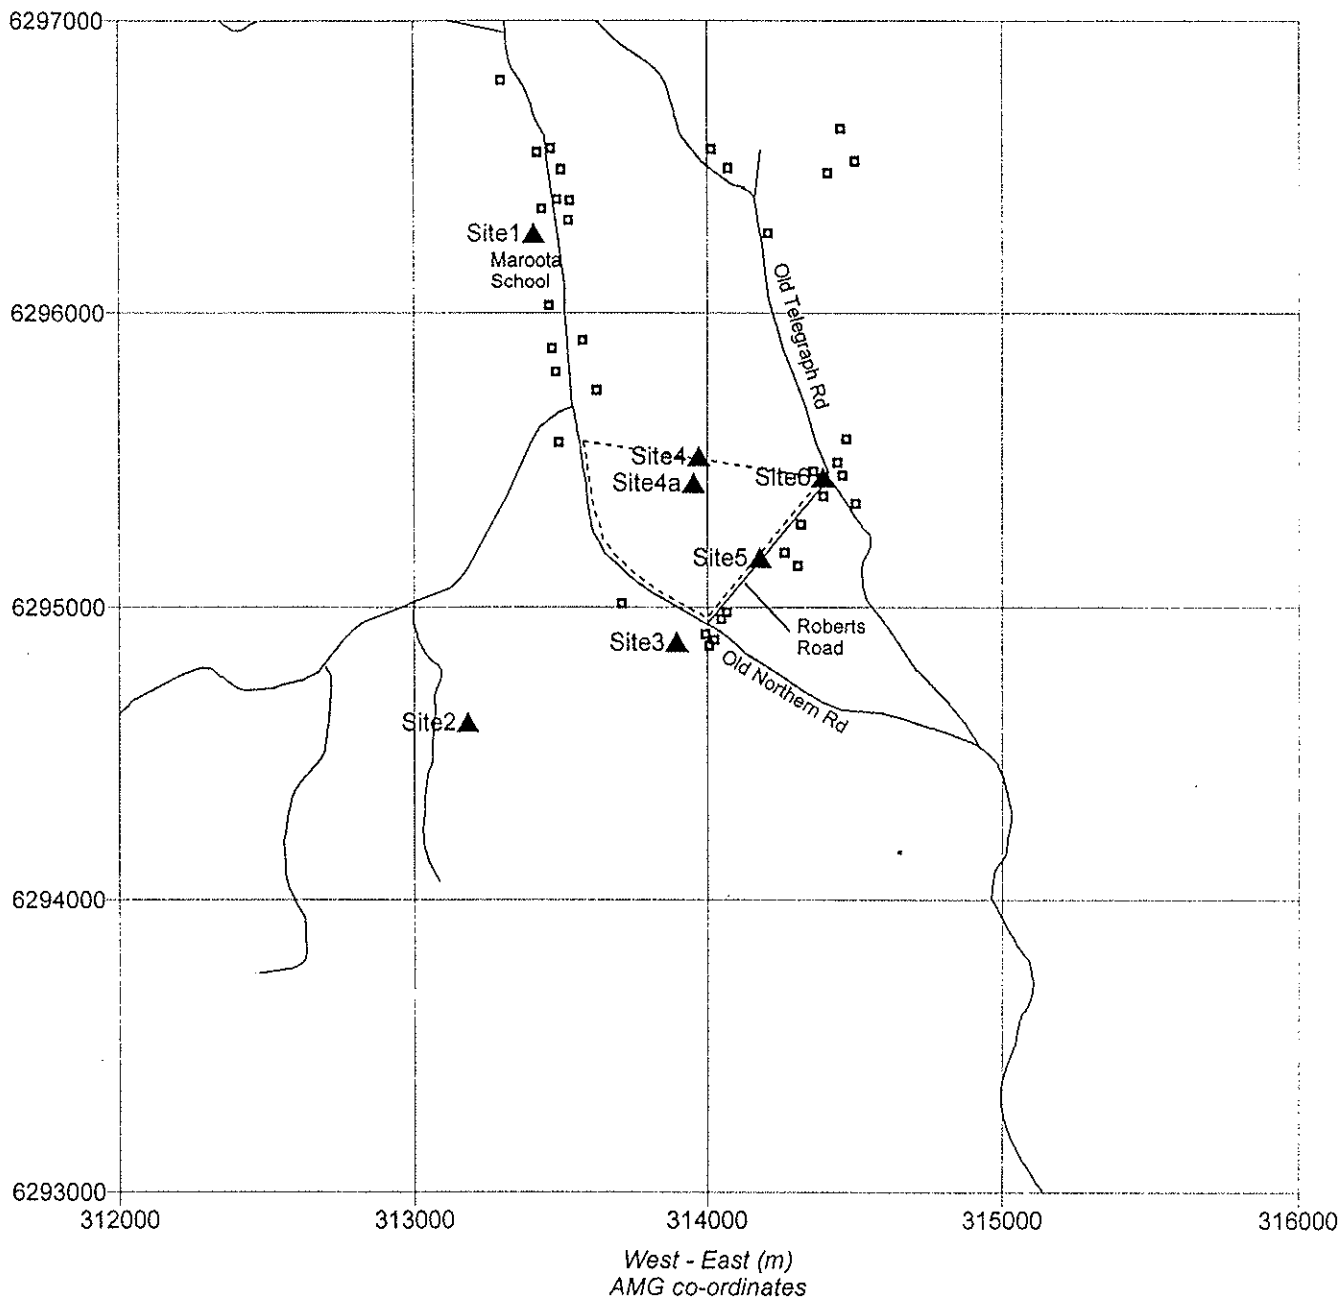 6297000
Site1
Maroota
School
6296000
Old Telegraph Rd
Site4
Site4a
Site6
Site5
6295000
Roberts
Road
Site3
Old Northern Rd
Site2
6294000
6293000
312000
313000
314000
315000
316000
West - East (m)
AMG co-ordinates